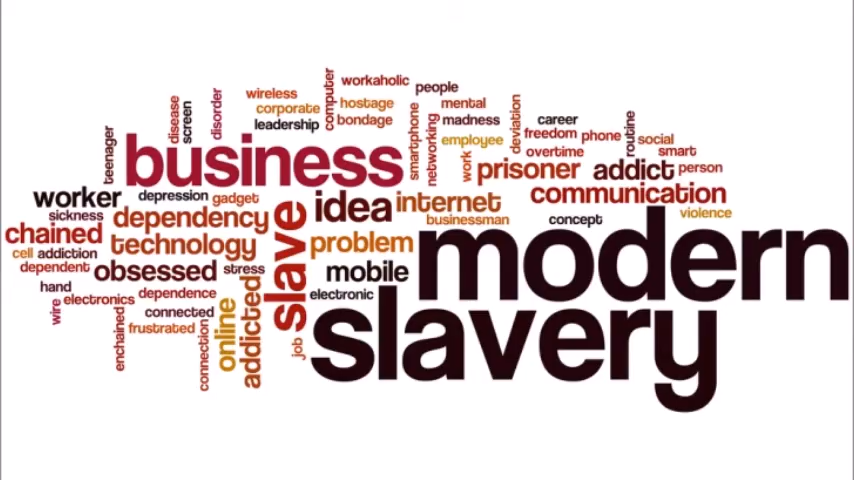 workaholic
people
wireless
computer
corporate
hostage
mental
disease
screen
disorder
leadership
bondage
smartphone
networking
madness
deviation
career
routine
teenager
business
employee
freedom
phone
social
work
overtime
smart
prisoner
addict
person
worker
depression
gadget
idea
internet
communication
sickness
dependency
slave
businessman
concept
violence
chained
technology
problem
modern
cell
addiction
dependent
obsessed
stress
mobile
hand
wire
electronics
dependence
electronic
slavery
connected
online
addicted
enchained
frustrated
connection
job